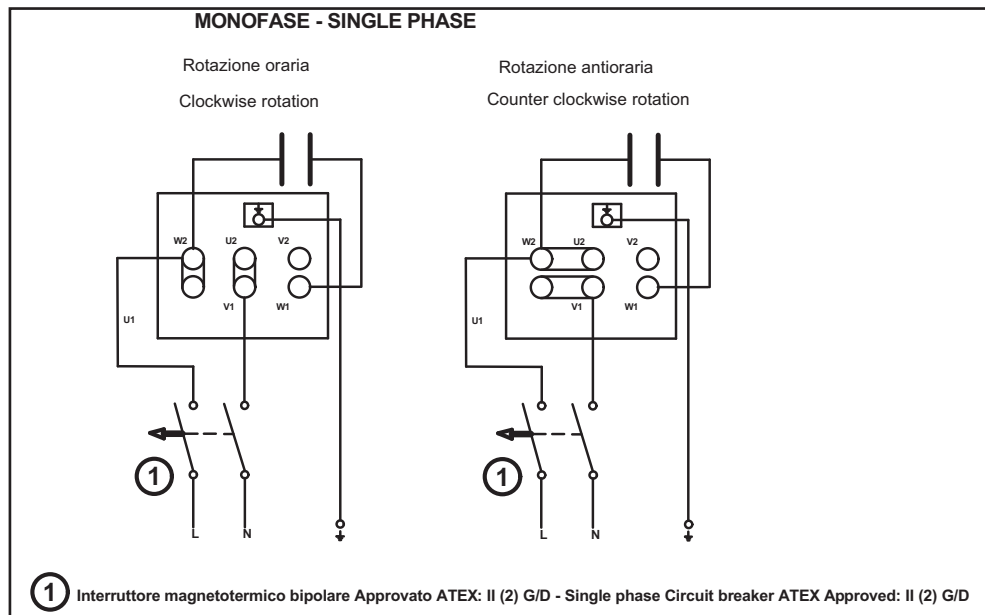 MONOFASE - SINGLE PHASE
Rotazione oraria
Clockwise rotation
Rotazione antioraria
Counter clockwise rotation
W2 U2 V2
V1 W1
U1
1
L N
W2 U2 V2
V1 W1
U1
1
L N
1 Interruttore magnetotermico bipolare Approvato ATEX: II (2) G/D - Single phase Circuit breaker ATEX Approved: II (2) G/D